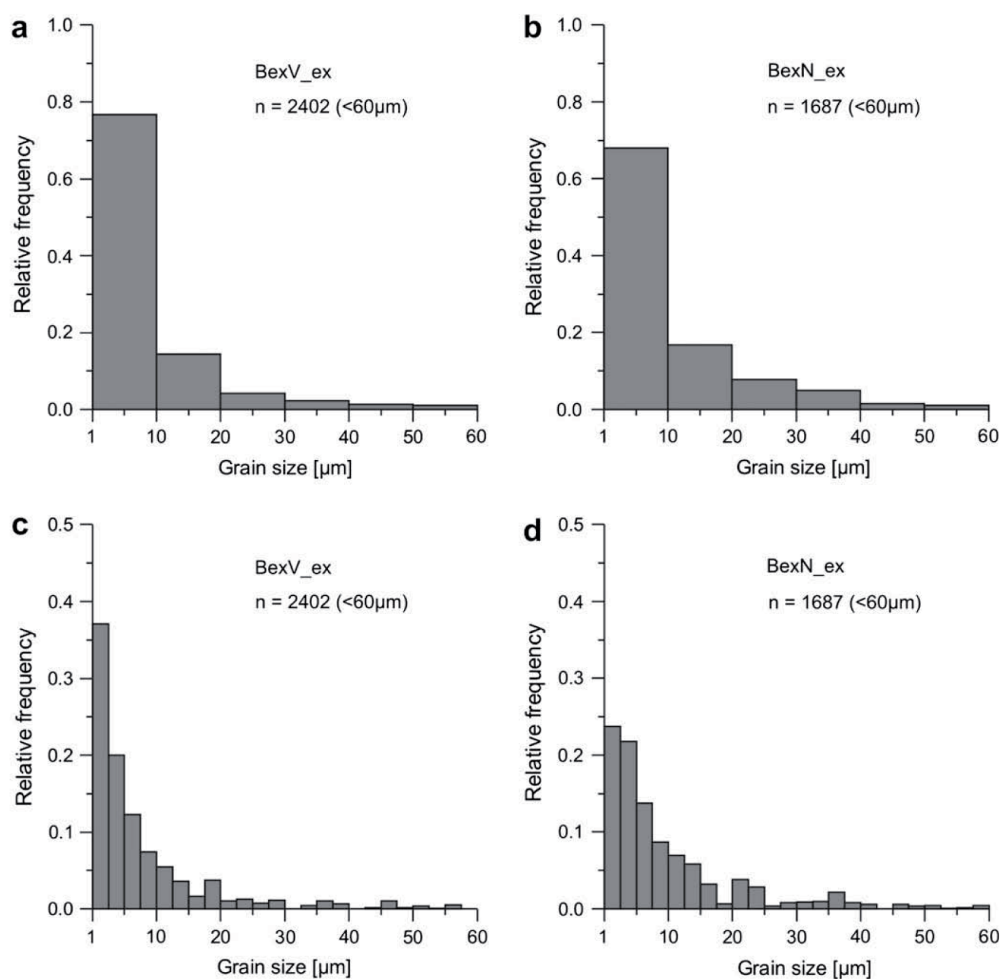 a
BexV_ex
n = 2402 (<60µm)
Relative frequency
1.0
0.8
0.6
0.4
0.2
0.0
1 10 20 30 40 50 60
Grain size [µm]
b
BexN_ex
n = 1687 (<60µm)
Relative frequency
1.0
0.8
0.6
0.4
0.2
0.0
1 10 20 30 40 50 60
Grain size [µm]
c
BexV_ex
n = 2402 (<60µm)
Relative frequency
0.5
0.4
0.3
0.2
0.1
0.0
1 10 20 30 40 50 60
Grain size [µm]
d
BexN_ex
n = 1687 (<60µm)
Relative frequency
0.5
0.4
0.3
0.2
0.1
0.0
1 10 20 30 40 50 60
Grain size [µm]